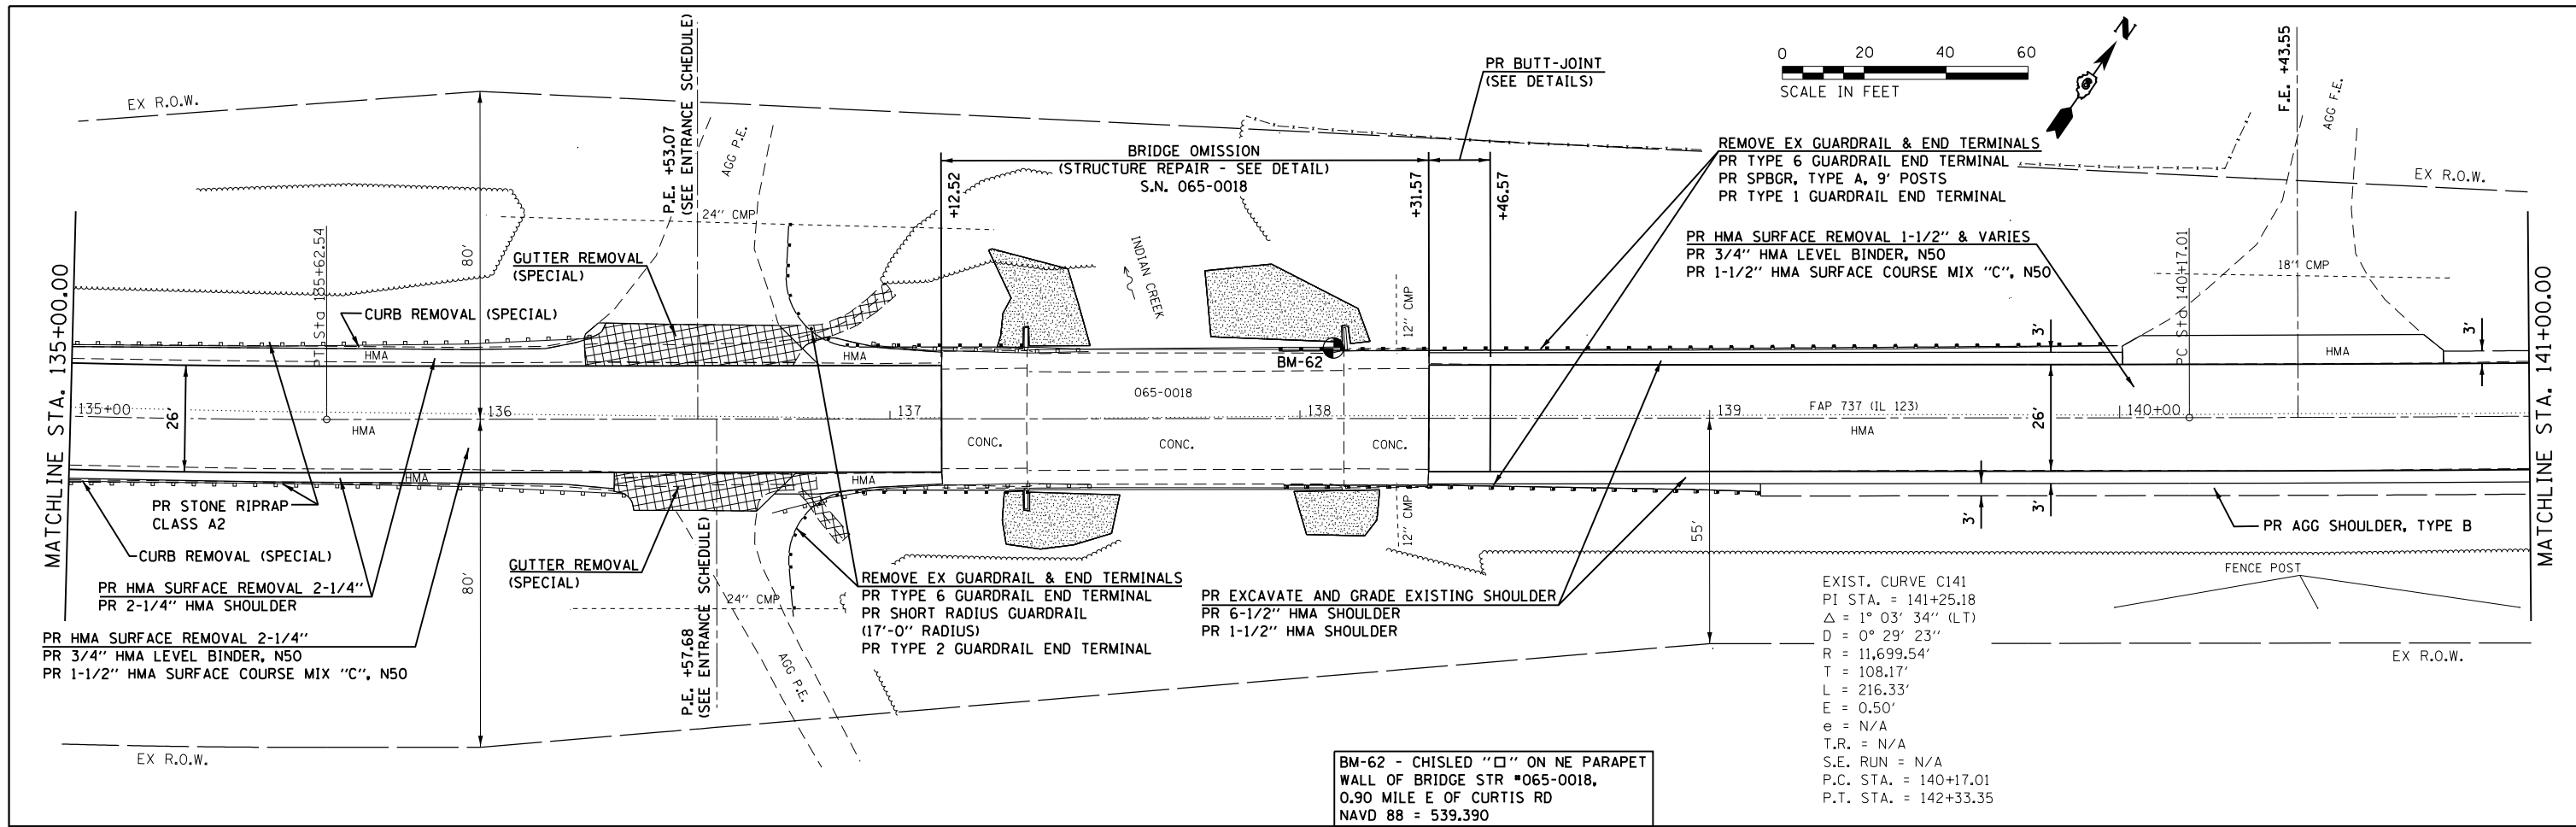 MATCHLINE STA. 135+00.00
EX R.O.W.
PT Sta 135+62.54
80'
GUTTER REMOVAL
(SPECIAL)
CURB REMOVAL (SPECIAL)
HMA
26'
135+00
136
HMA
HMA
PR STONE RIPRAP
CLASS A2
CURB REMOVAL (SPECIAL)
PR HMA SURFACE REMOVAL 2-1/4"
PR 2-1/4" HMA SHOULDER
PR HMA SURFACE REMOVAL 2-1/4"
PR 3/4" HMA LEVEL BINDER, N50
PR 1-1/2" HMA SURFACE COURSE MIX "C", N50
80'
EX R.O.W.
P.E. +53.07
(SEE ENTRANCE SCHEDULE)
AGG P.E.
24" CMP
HMA
137
HMA
GUTTER REMOVAL
(SPECIAL)
P.E. +57.68
(SEE ENTRANCE SCHEDULE)
24" CMP
AGG P.E.
REMOVE EX GUARDRAIL & END TERMINALS
PR TYPE 6 GUARDRAIL END TERMINAL
PR SHORT RADIUS GUARDRAIL
(17'-0" RADIUS)
PR TYPE 2 GUARDRAIL END TERMINAL
BRIDGE OMISSION
(STRUCTURE REPAIR - SEE DETAIL)
S.N. 065-0018
+12.52
+31.57
+46.57
PR BUTT-JOINT
(SEE DETAILS)
INDIAN CREEK
12" CMP
BM-62
065-0018
138
CONC.
CONC.
CONC.
12" CMP
PR EXCAVATE AND GRADE EXISTING SHOULDER
PR 6-1/2" HMA SHOULDER
PR 1-1/2" HMA SHOULDER
0 20 40 60
SCALE IN FEET
N
REMOVE EX GUARDRAIL & END TERMINALS
PR TYPE 6 GUARDRAIL END TERMINAL
PR SPBGR, TYPE A, 9' POSTS
PR TYPE 1 GUARDRAIL END TERMINAL
PR HMA SURFACE REMOVAL 1-1/2" & VARIES
PR 3/4" HMA LEVEL BINDER, N50
PR 1-1/2" HMA SURFACE COURSE MIX "C", N50
F.E. +43.55
AGG F.E.
EX R.O.W.
18" CMP
PC Sta 140+17.01
3'
HMA
3'
139
FAP 737 (IL 123)
140+00
HMA
26'
55'
3'
3'
PR AGG SHOULDER, TYPE B
FENCE POST
EX R.O.W.
MATCHLINE STA. 141+00.00
EXIST. CURVE C141
PI STA. = 141+25.18
Δ = 1° 03' 34" (LT)
D = 0° 29' 23"
R = 11,699.54'
T = 108.17'
L = 216.33'
E = 0.50'
e = N/A
T.R. = N/A
S.E. RUN = N/A
P.C. STA. = 140+17.01
P.T. STA. = 142+33.35
BM-62 - CHISLED "□" ON NE PARAPET
WALL OF BRIDGE STR #065-0018,
0.90 MILE E OF CURTIS RD
NAVD 88 = 539.390